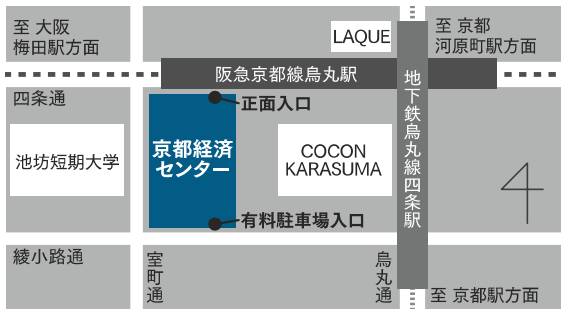 至 大阪
梅田駅方面
LAQUE
至 京都
河原町駅方面
阪急京都線烏丸駅
地下鉄烏丸線四条駅
四条通
正面入口
池坊短期大学
京都経済
センター
COCON
KARASUMA
有料駐車場入口
綾小路通
室町通
烏丸通
至 京都駅方面